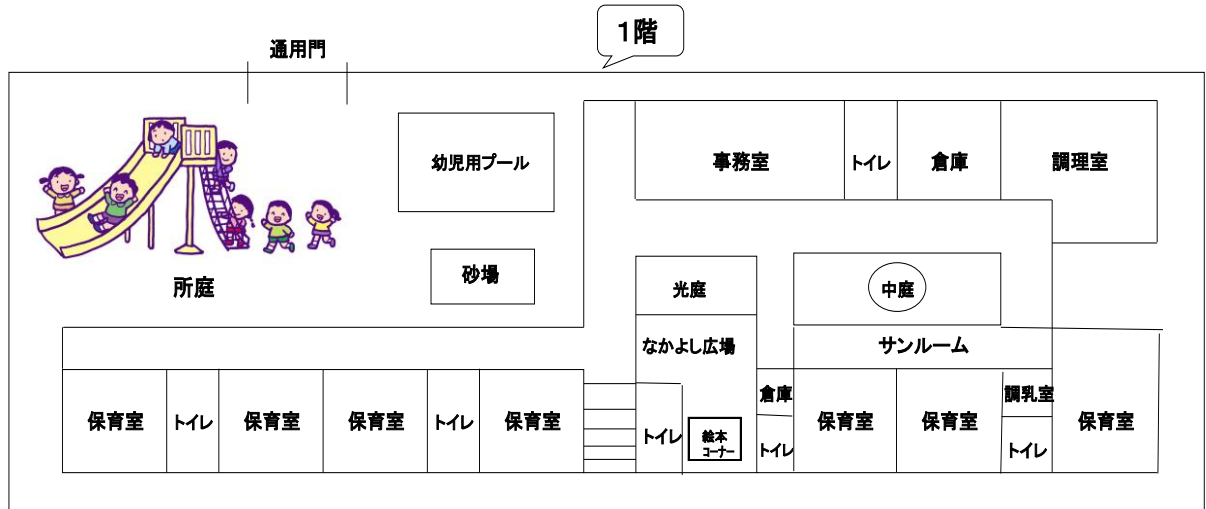 1階
通用門
幼児用プール
事務室
トイレ
倉庫
調理室
砂場
所庭
光庭
中庭
なかよし広場
サンルーム
保育室
トイレ
保育室
保育室
トイレ
保育室
トイレ
絵本
コーナー
倉庫
トイレ
保育室
保育室
調乳室
トイレ
保育室